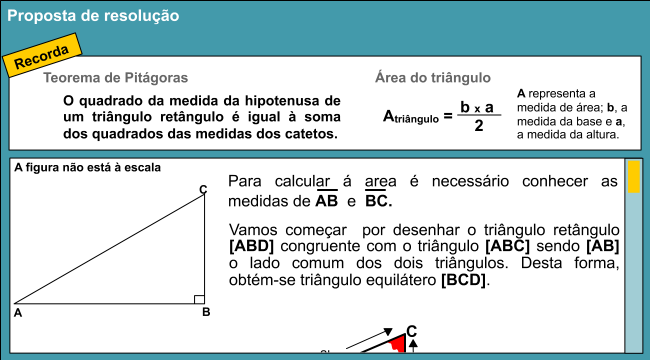 Proposta de resolução
Recorda
Teorema de Pitágoras
O quadrado da medida da hipotenusa de
um triângulo retângulo é igual à soma
dos quadrados das medidas dos catetos.
Área do triângulo
Atriângulo = b x a / 2
A representa a
medida de área; b, a
medida da base e a,
a medida da altura.
A figura não está à escala
C
A
B
Para calcular á area é necessário conhecer as
medidas de AB e BC.
Vamos começar por desenhar o triângulo retângulo
[ABD] congruente com o triângulo [ABC] sendo [AB]
o lado comum dos dois triângulos. Desta forma,
obtém-se triângulo equilátero [BCD].
C